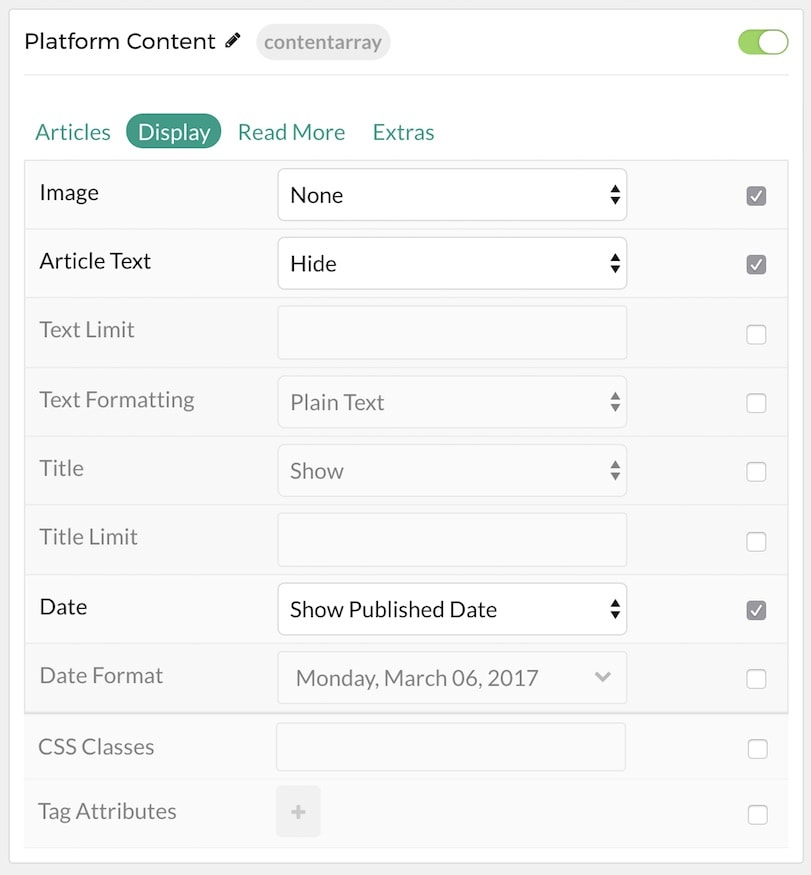 Platform Content contentarray
Articles Display Read More Extras
Image None
Article Text Hide
Text Limit
Text Formatting Plain Text
Title Show
Title Limit
Date Show Published Date
Date Format Monday, March 06, 2017
CSS Classes
Tag Attributes +